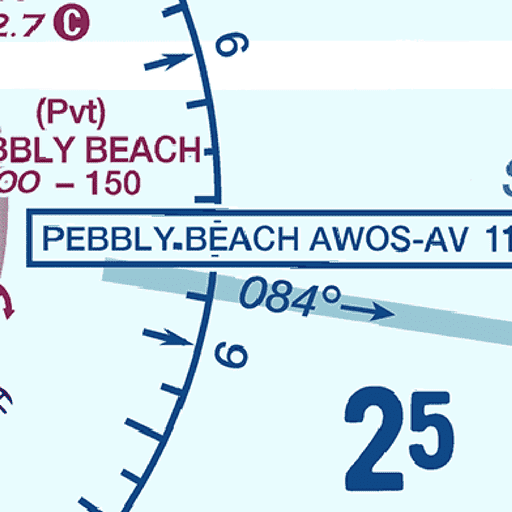 2.7 C
6
(Pvt)
BBLY BEACH
00 – 150
PEBBLY BEACH AWOS-AV 11
084°→
9
25